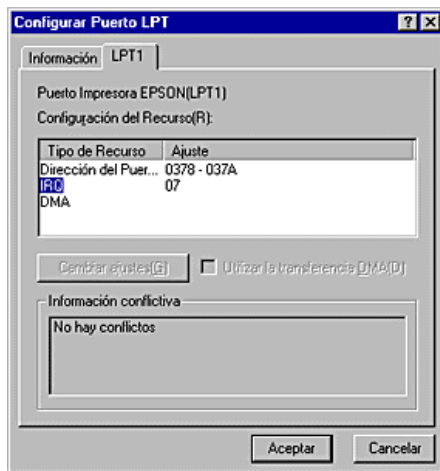 Configurar Puerto LPT
Información LPT1
Puerto Impresora EPSON(LPT1)
Configuración del Recurso(R):
Tipo de Recurso Ajuste
Dirección del Puer... 0378 - 037A
IRQ 07
DMA
Cambiar ajustes(G) Utilizar la transferencia DMA(D)
Información conflictiva
No hay conflictos
Aceptar Cancelar